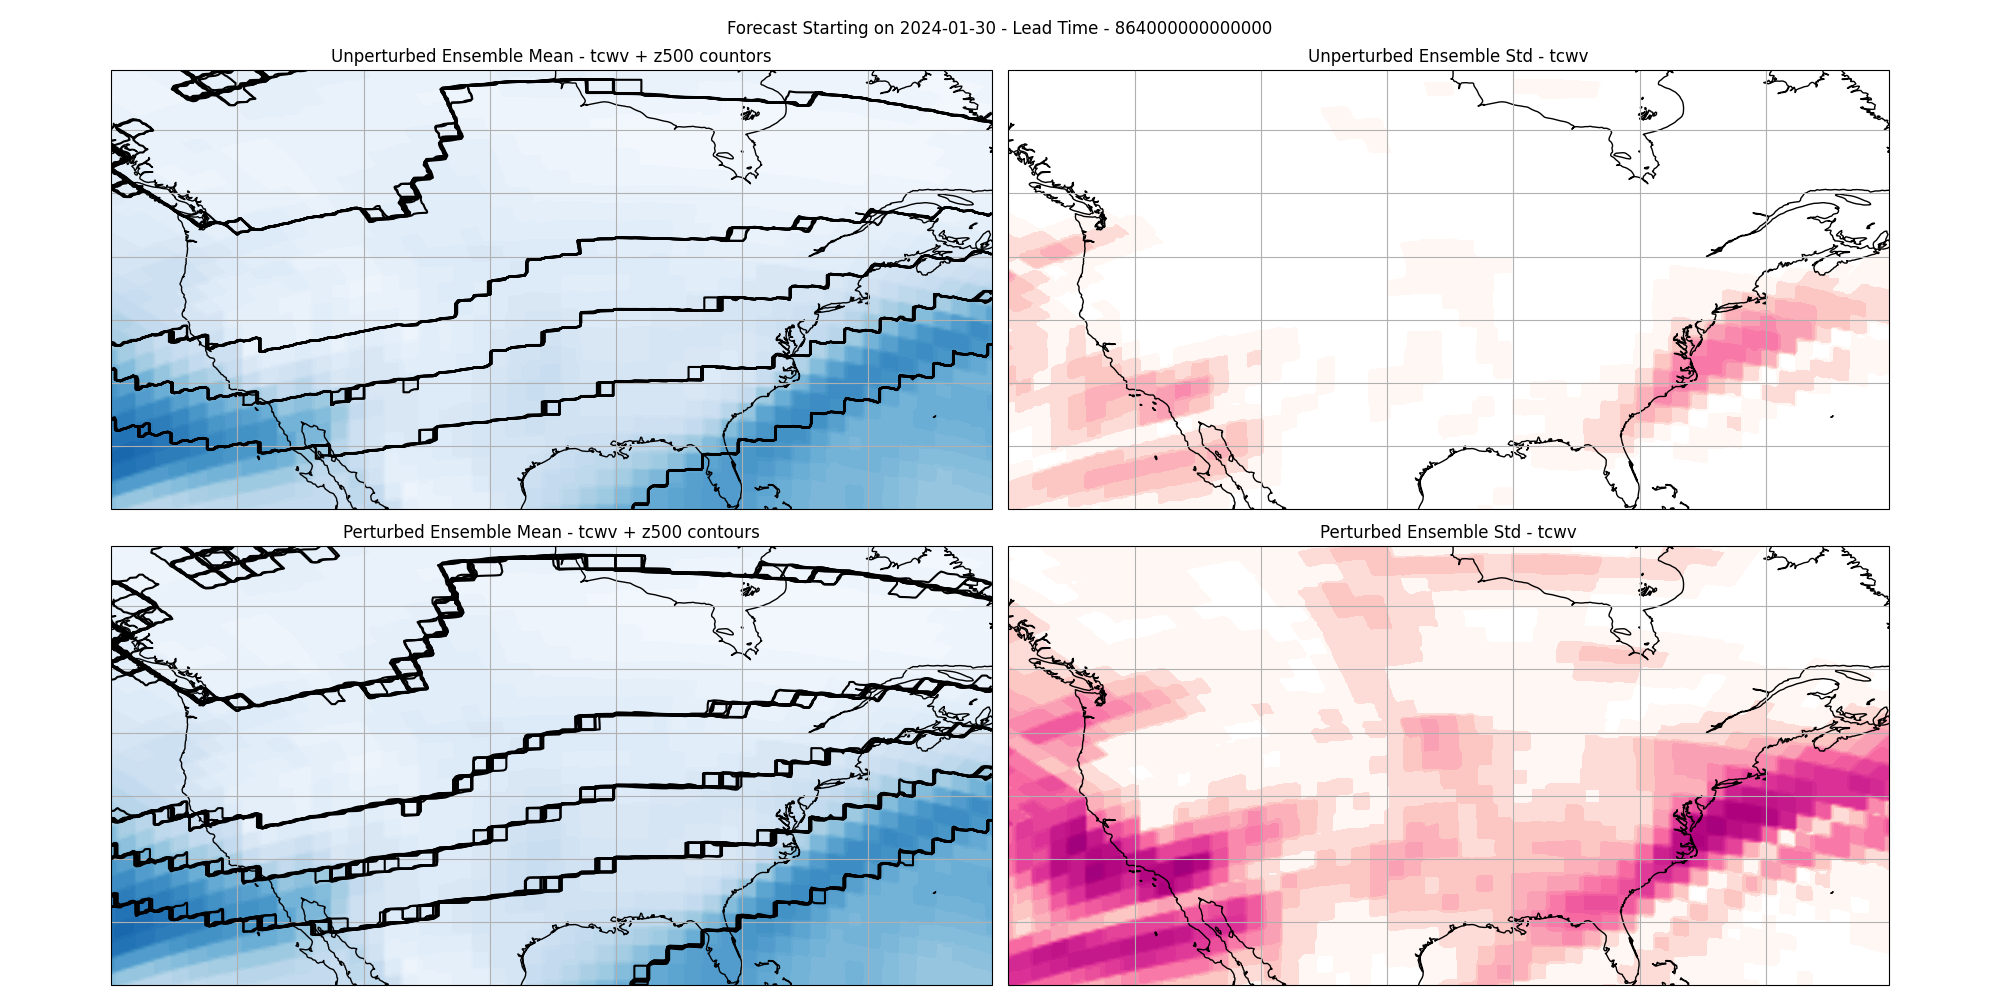 Forecast Starting on 2024-01-30 - Lead Time - 864000000000000
Unperturbed Ensemble Mean - tcwv + z500 countors
Unperturbed Ensemble Std - tcwv
Perturbed Ensemble Mean - tcwv + z500 contours
Perturbed Ensemble Std - tcwv